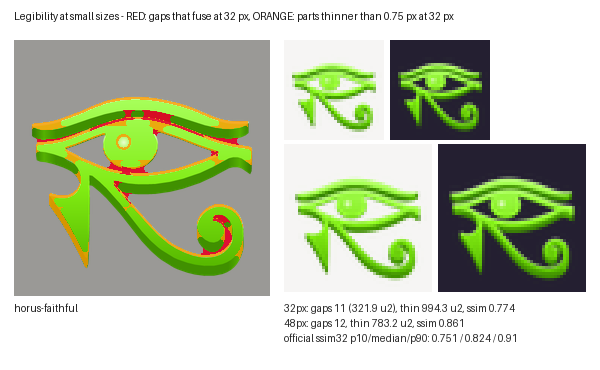 Legibility at small sizes - RED: gaps that fuse at 32 px, ORANGE: parts thinner than 0.75 px at 32 px
horus-faithful
32px: gaps 11 (321.9 u2), thin 994.3 u2, ssim 0.774
48px: gaps 12, thin 783.2 u2, ssim 0.861
official ssim32 p10/median/p90: 0.751 / 0.824 / 0.91